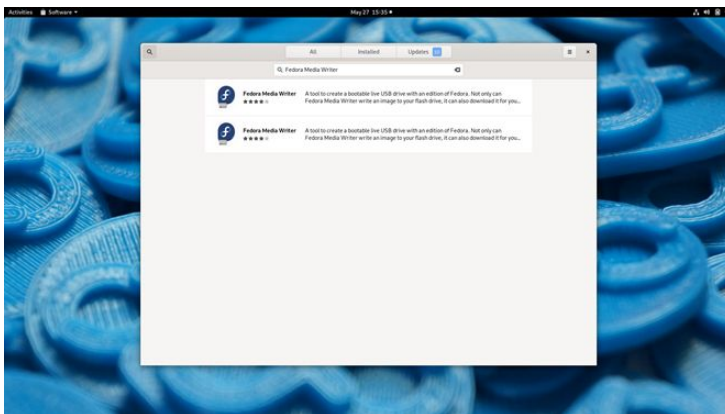 Activities Software
May 27 15:35
All Installed Updates
Fedora Media Writer
Fedora Media Writer A tool to create a bootable live USB drive with an edition of Fedora. Not only can
Fedora Media Writer write an image to your flash drive, it can also download it for you...
Fedora Media Writer A tool to create a bootable live USB drive with an edition of Fedora. Not only can
Fedora Media Writer write an image to your flash drive, it can also download it for you...